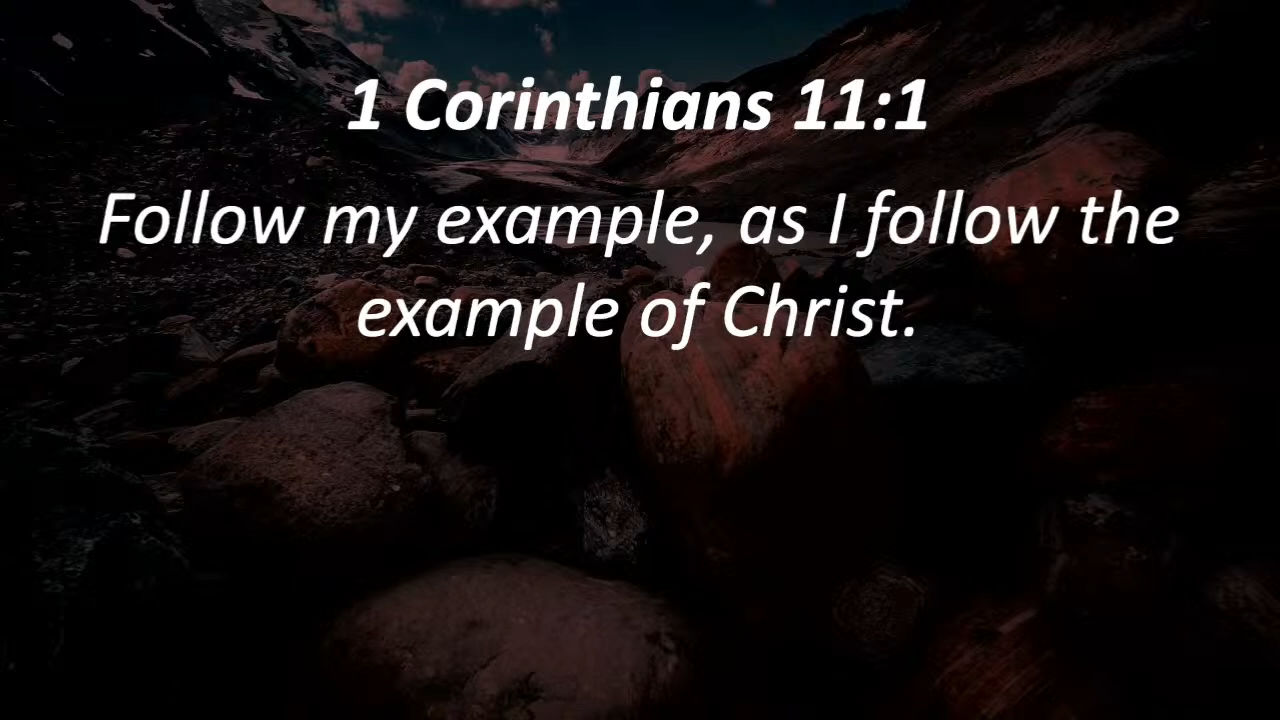 1 Corinthians 11:1
Follow my example, as I follow the
example of Christ.